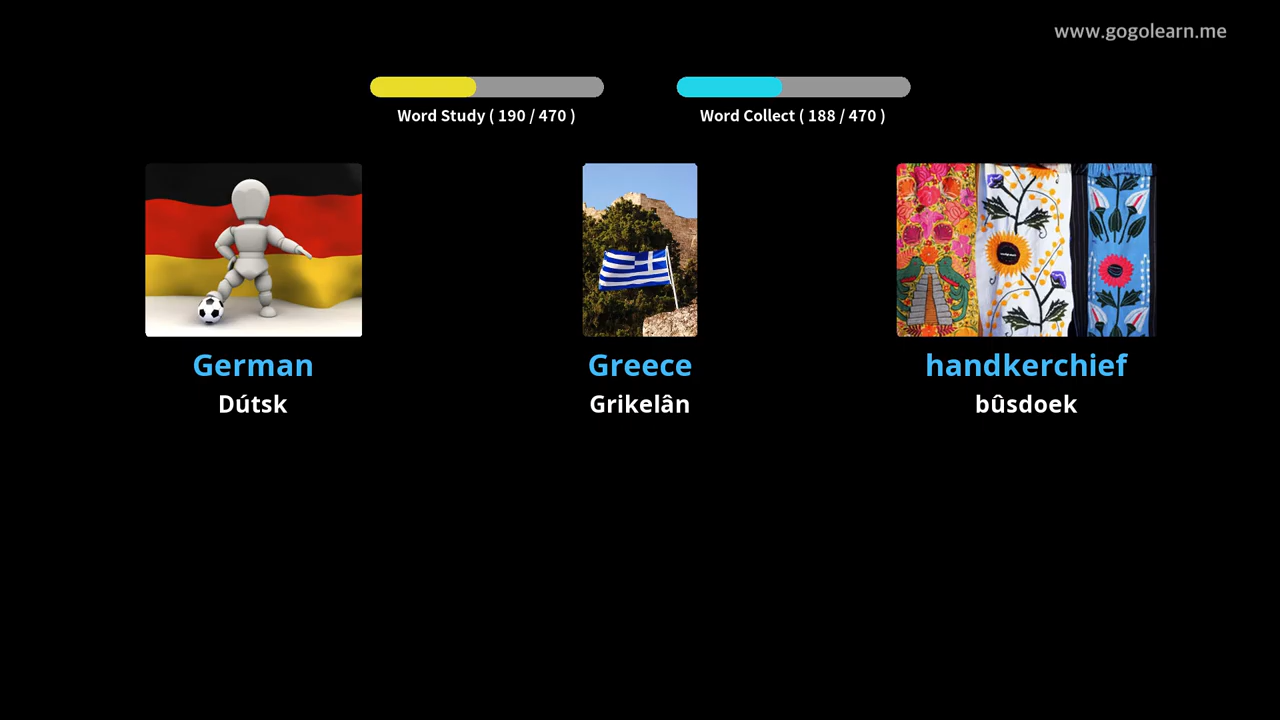 www.gogolearn.me
Word Study ( 190 / 470 )
Word Collect ( 188 / 470 )
German
Dútsk
Greece
Grikelân
handkerchief
bûsdoek